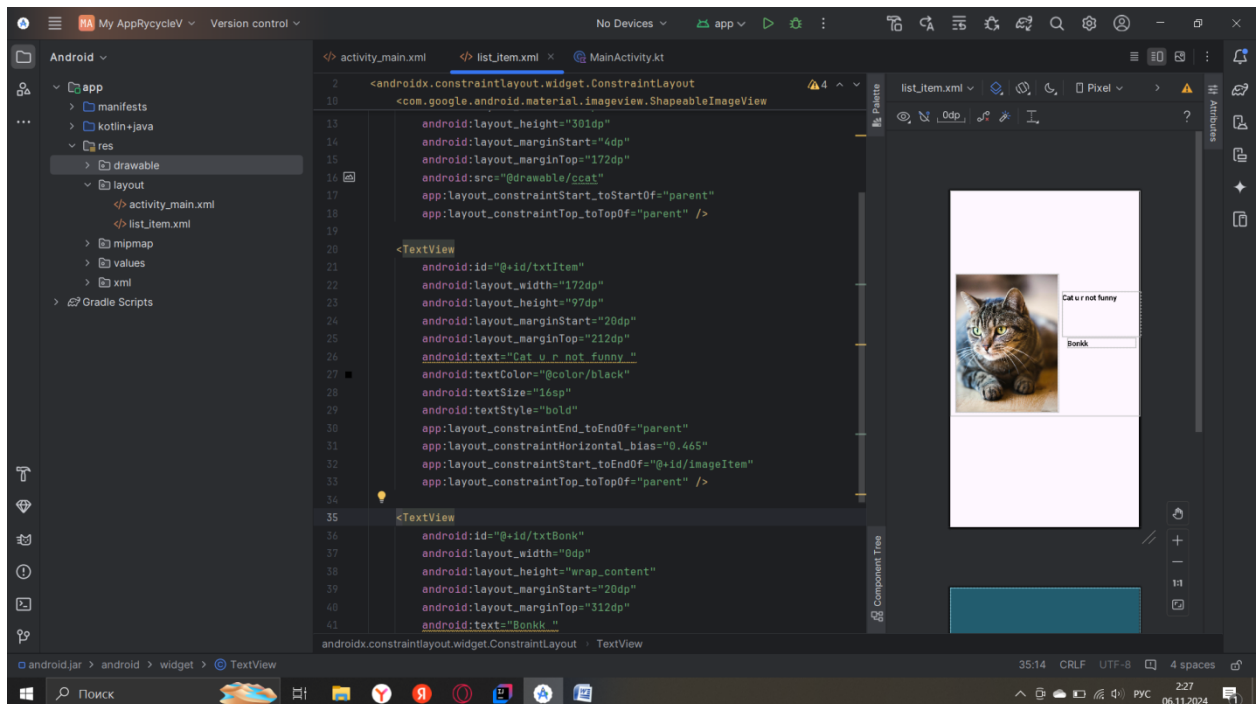 MA My AppRycycleV Version control No Devices app
Android
activity_main.xml list_item.xml MainActivity.kt
app
manifests
kotlin+java
res
drawable
layout
activity_main.xml
list_item.xml
mipmap
values
xml
Gradle Scripts
2 <androidx.constraintlayout.widget.ConstraintLayout
10 <com.google.android.material.imageview.ShapeableImageView
13 android:layout_height="301dp"
14 android:layout_marginStart="4dp"
15 android:layout_marginTop="172dp"
16 android:src="@drawable/ccat"
17 app:layout_constraintStart_toStartOf="parent"
18 app:layout_constraintTop_toTopOf="parent" />
19
20 <TextView
21 android:id="@+id/txtItem"
22 android:layout_width="172dp"
23 android:layout_height="97dp"
24 android:layout_marginStart="20dp"
25 android:layout_marginTop="212dp"
26 android:text="Cat u r not funny "
27 android:textColor="@color/black"
28 android:textSize="16sp"
29 android:textStyle="bold"
30 app:layout_constraintEnd_toEndOf="parent"
31 app:layout_constraintHorizontal_bias="0.465"
32 app:layout_constraintStart_toEndOf="@+id/imageItem"
33 app:layout_constraintTop_toTopOf="parent" />
34
35 <TextView
36 android:id="@+id/txtBonk"
37 android:layout_width="0dp"
38 android:layout_height="wrap_content"
39 android:layout_marginStart="20dp"
40 android:layout_marginTop="312dp"
41 android:text="Bonkk "
4
androidx.constraintlayout.widget.ConstraintLayout TextView
Palette
Component Tree
list_item.xml Pixel
0dp ?
Attributes
Cat u r not funny
Bonkk
1:1
android.jar android widget TextView
35:14 CRLF UTF-8 4 spaces
Поиск
РУС
2:27
06.11.2024
1